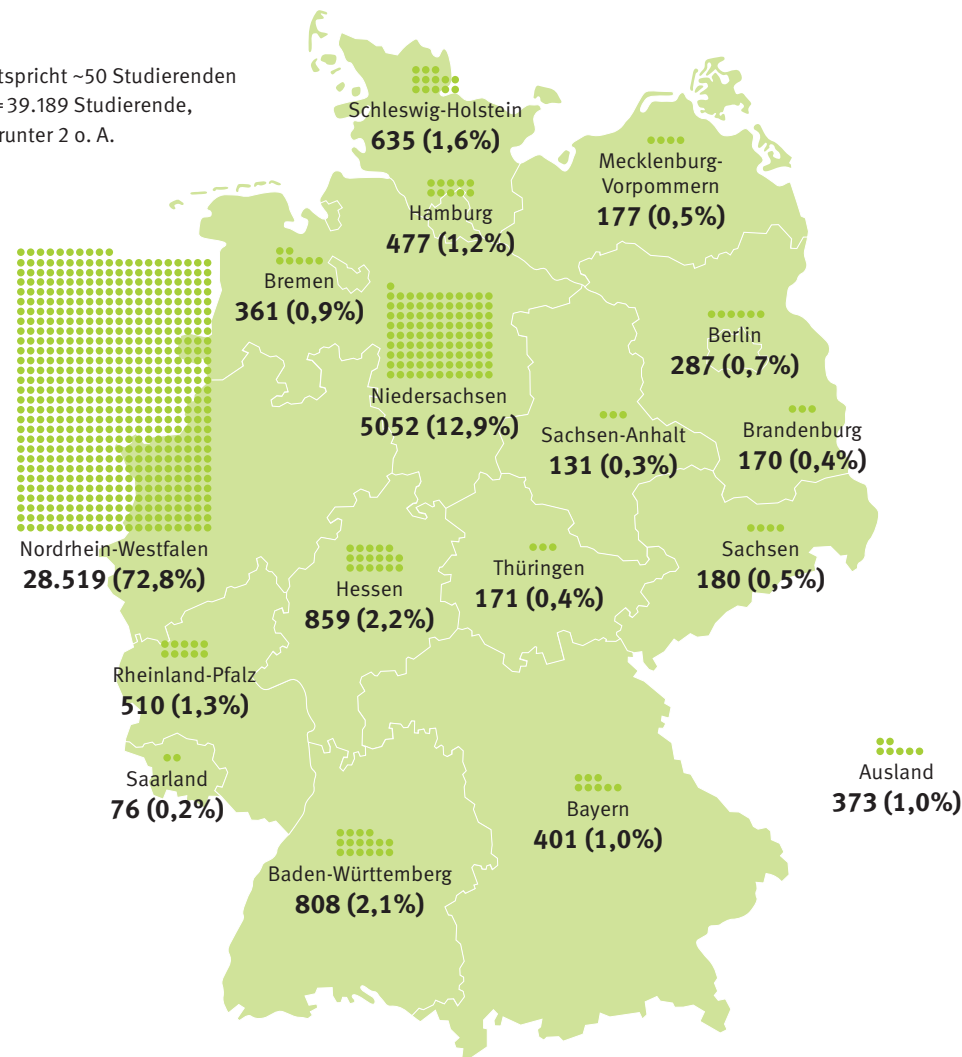 tspricht ~50 Studierenden
= 39.189 Studierende,
runter 2 o. A.
Schleswig-Holstein
635 (1,6%)
Mecklenburg-
Vorpommern
177 (0,5%)
Hamburg
477 (1,2%)
Bremen
361 (0,9%)
Berlin
287 (0,7%)
Niedersachsen
5052 (12,9%)
Sachsen-Anhalt
131 (0,3%)
Brandenburg
170 (0,4%)
Nordrhein-Westfalen
28.519 (72,8%)
Hessen
859 (2,2%)
Thüringen
171 (0,4%)
Sachsen
180 (0,5%)
Rheinland-Pfalz
510 (1,3%)
Saarland
76 (0,2%)
Ausland
373 (1,0%)
Bayern
401 (1,0%)
Baden-Württemberg
808 (2,1%)